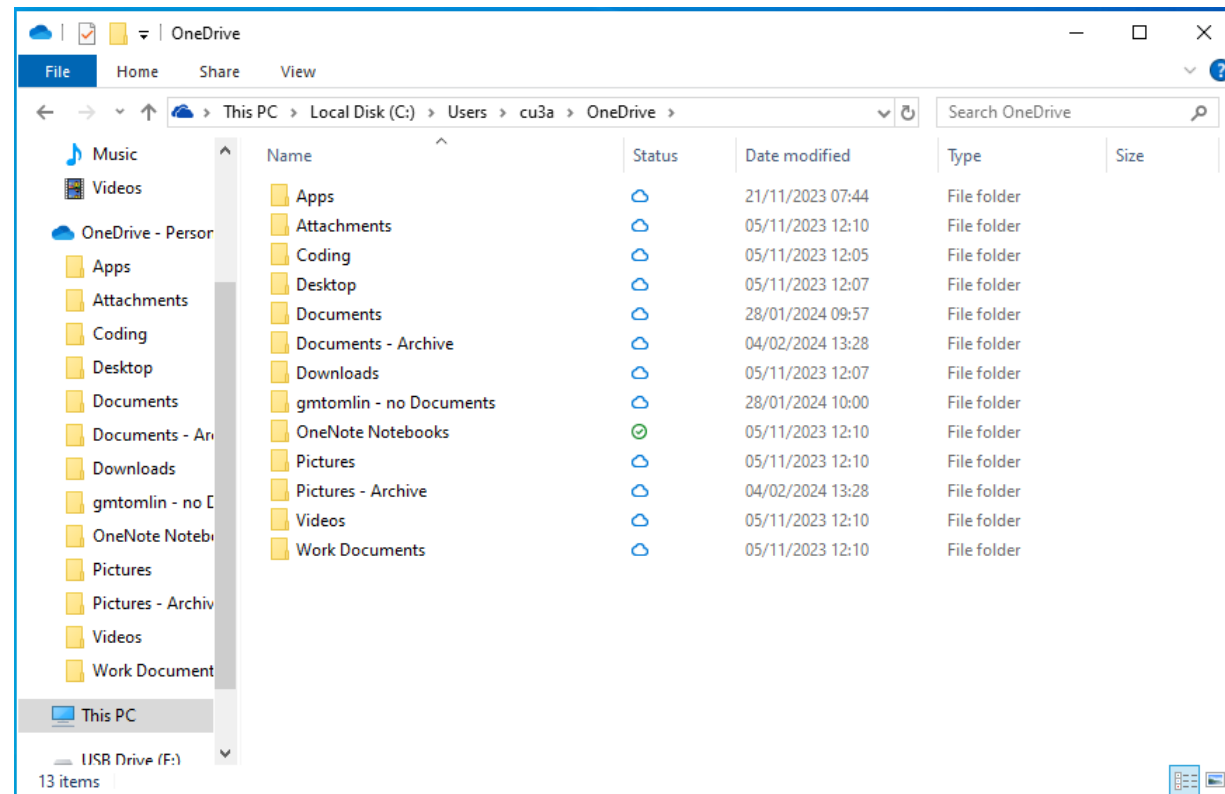 OneDrive
File Home Share View
This PC > Local Disk (C:) > Users > cu3a > OneDrive >
Search OneDrive
Music
Videos
OneDrive - Person
Apps
Attachments
Coding
Desktop
Documents
Documents - Ar
Downloads
gmtomlin - no D
OneNote Noteb
Pictures
Pictures - Archiv
Videos
Work Document
This PC
USB Drive (F:)
Name Status Date modified Type Size
Apps 21/11/2023 07:44 File folder
Attachments 05/11/2023 12:10 File folder
Coding 05/11/2023 12:05 File folder
Desktop 05/11/2023 12:07 File folder
Documents 28/01/2024 09:57 File folder
Documents - Archive 04/02/2024 13:28 File folder
Downloads 05/11/2023 12:07 File folder
gmtomlin - no Documents 28/01/2024 10:00 File folder
OneNote Notebooks 05/11/2023 12:10 File folder
Pictures 05/11/2023 12:10 File folder
Pictures - Archive 04/02/2024 13:28 File folder
Videos 05/11/2023 12:10 File folder
Work Documents 05/11/2023 12:10 File folder
13 items